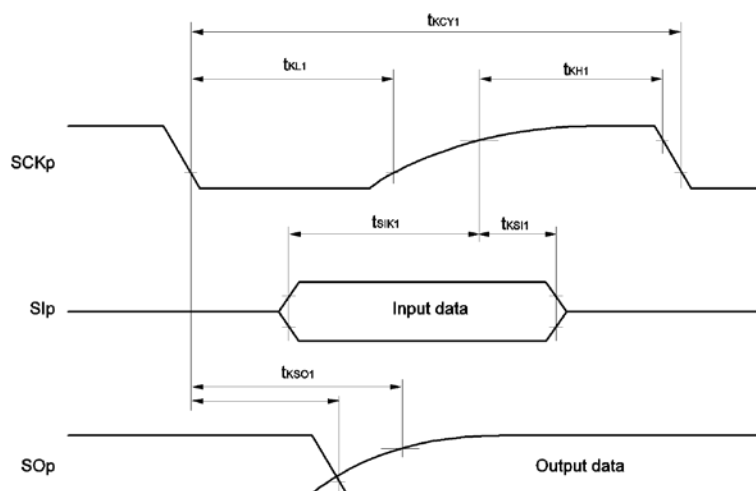 tKCY1
tKL1
tKH1
SCKp
tSIK1
tKSI1
SIp
Input data
tKSO1
SOp
Output data